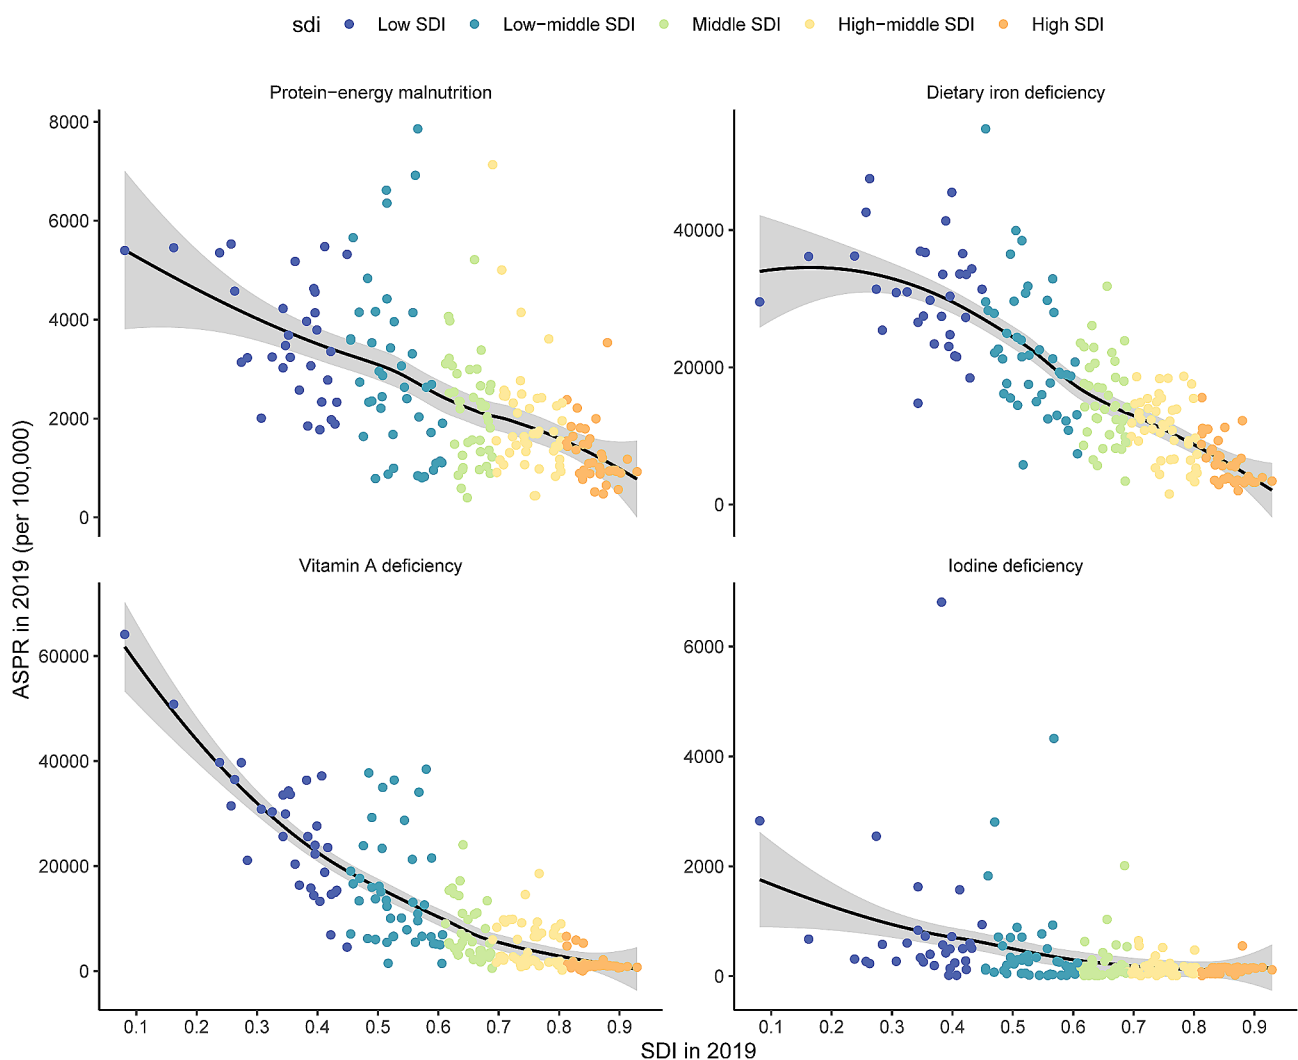 sdi Low SDI Low−middle SDI Middle SDI High−middle SDI High SDI
Protein−energy malnutrition
Dietary iron deficiency
8000
6000
4000
2000
0
40000
20000
0
Vitamin A deficiency
Iodine deficiency
60000
40000
20000
0
6000
4000
2000
0
ASPR in 2019 (per 100,000)
0.1 0.2 0.3 0.4 0.5 0.6 0.7 0.8 0.9
0.1 0.2 0.3 0.4 0.5 0.6 0.7 0.8 0.9
SDI in 2019